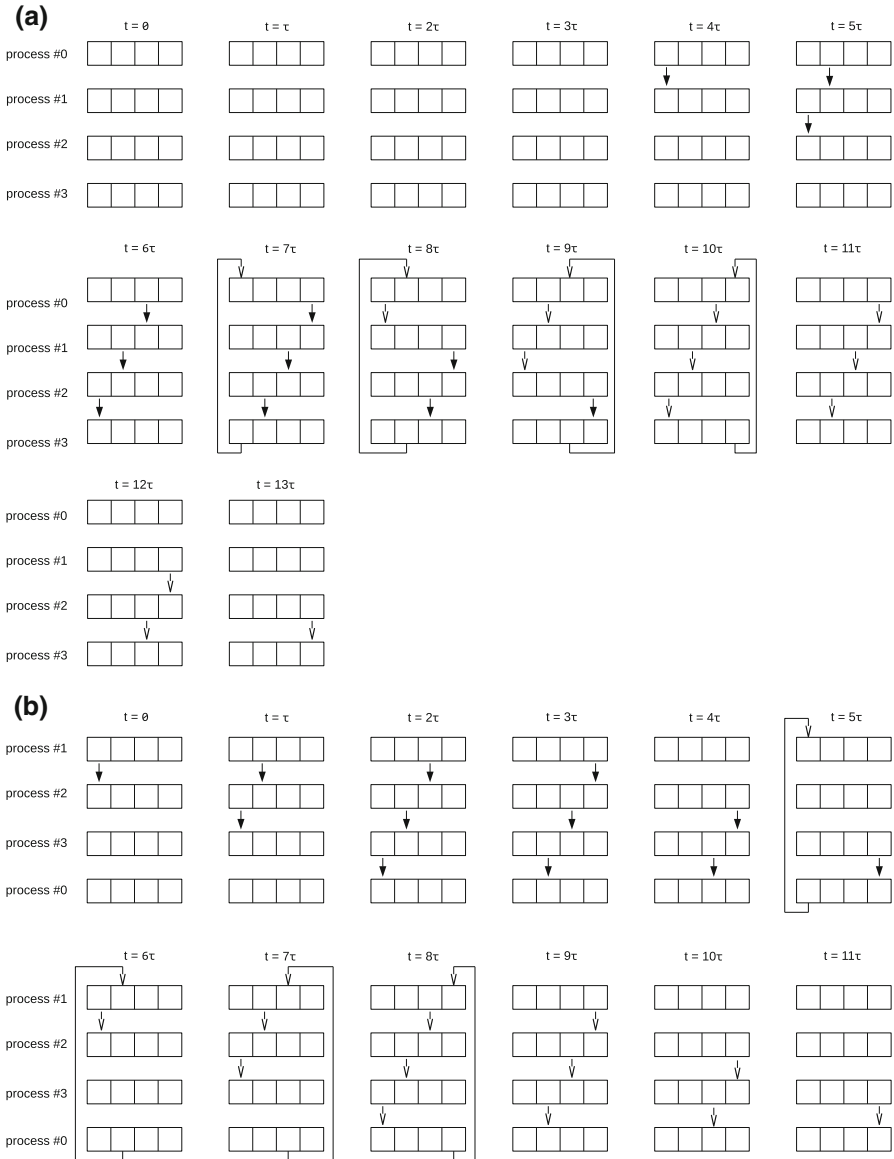 (a)
t = 0 t = τ t = 2τ t = 3τ t = 4τ t = 5τ
process #0
process #1
process #2
process #3
t = 6τ t = 7τ t = 8τ t = 9τ t = 10τ t = 11τ
process #0
process #1
process #2
process #3
t = 12τ t = 13τ
process #0
process #1
process #2
process #3
(b)
t = 0 t = τ t = 2τ t = 3τ t = 4τ t = 5τ
process #1
process #2
process #3
process #0
t = 6τ t = 7τ t = 8τ t = 9τ t = 10τ t = 11τ
process #1
process #2
process #3
process #0